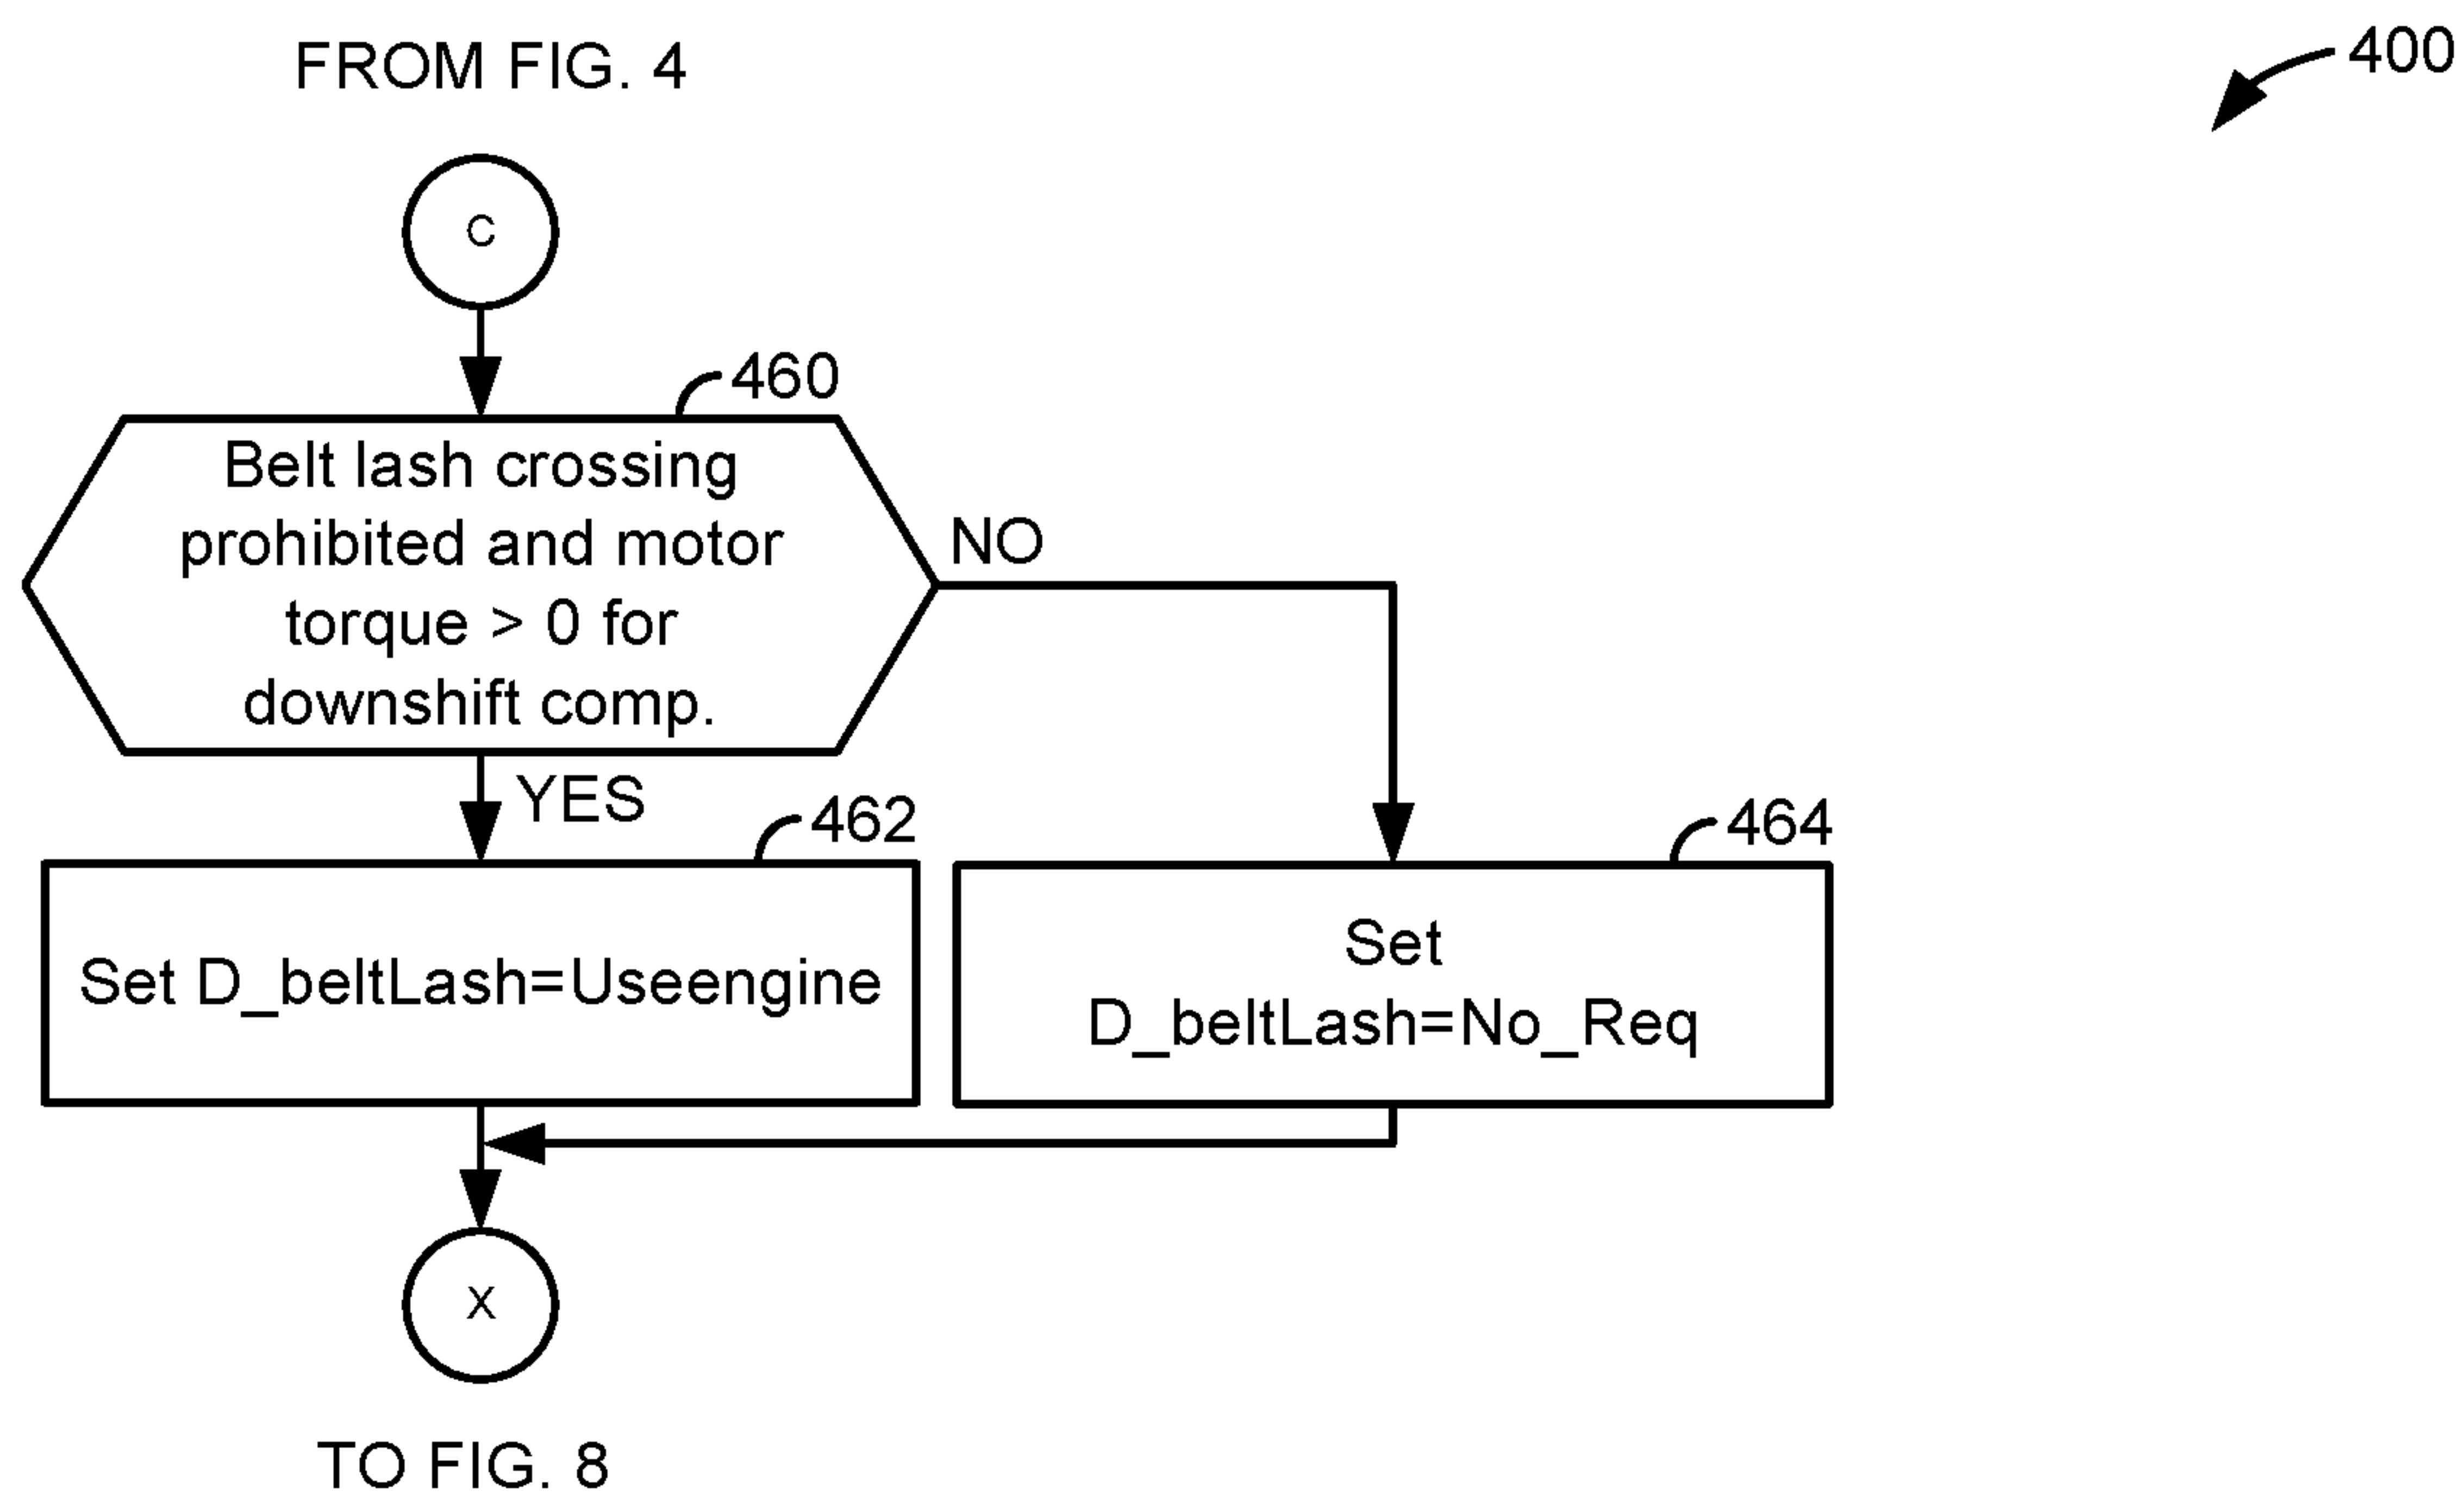 FROM FIG. 4
400
C
460
Belt lash crossing
prohibited and motor
torque > 0 for
downshift comp.
NO
YES
462
464
Set D_beltLash=Useengine
Set
D_beltLash=No_Req
X
TO FIG. 8